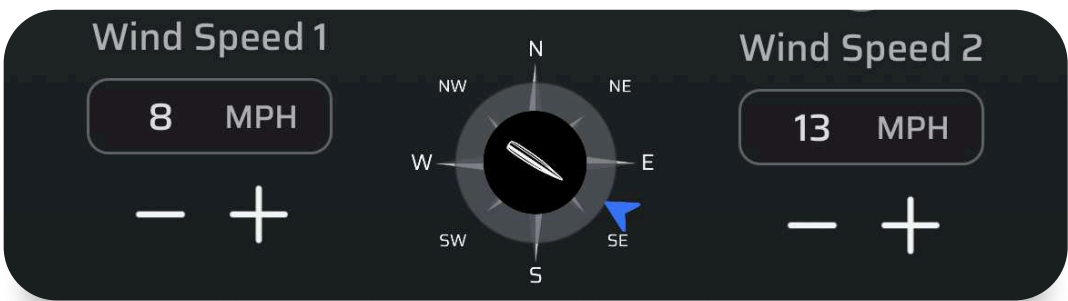 Wind Speed 1
8 MPH
N
NW NE
W E
SW SE
S
Wind Speed 2
13 MPH